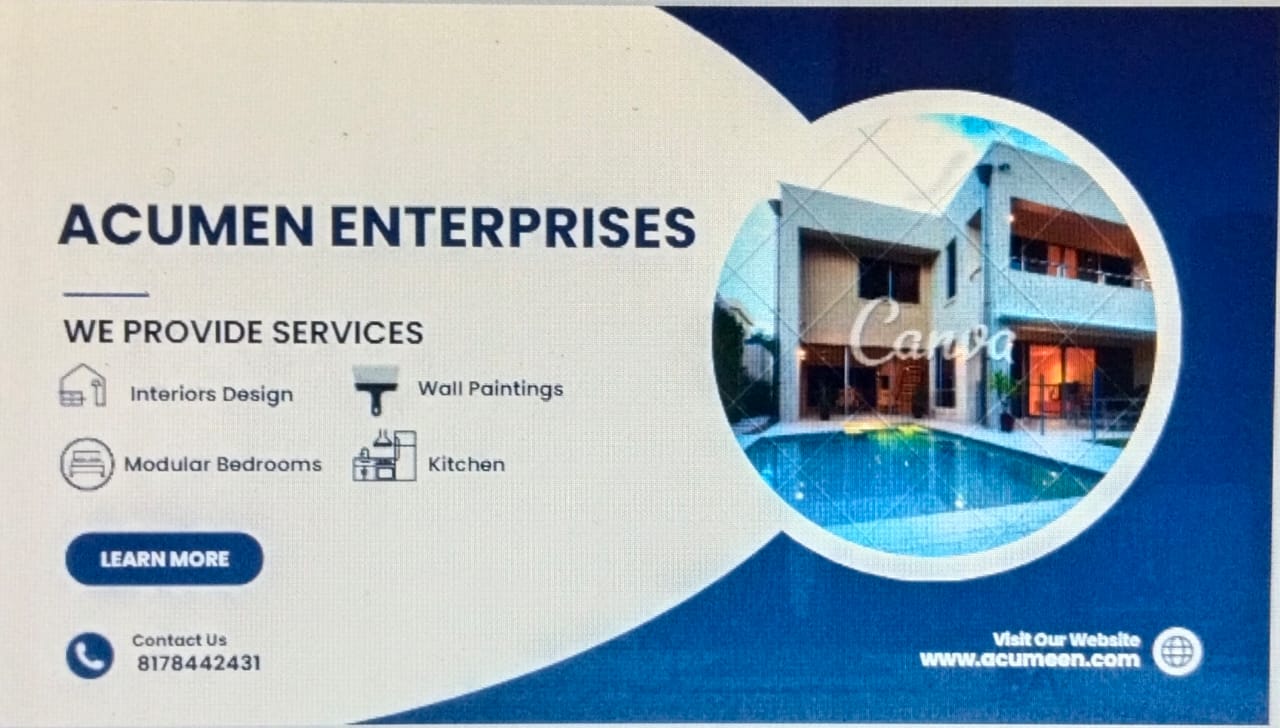 ACUMEN ENTERPRISES
WE PROVIDE SERVICES
Interiors Design
Wall Paintings
Modular Bedrooms
Kitchen
LEARN MORE
Contact Us
8178442431
Canva
Visit Our Website
www.acumeen.com